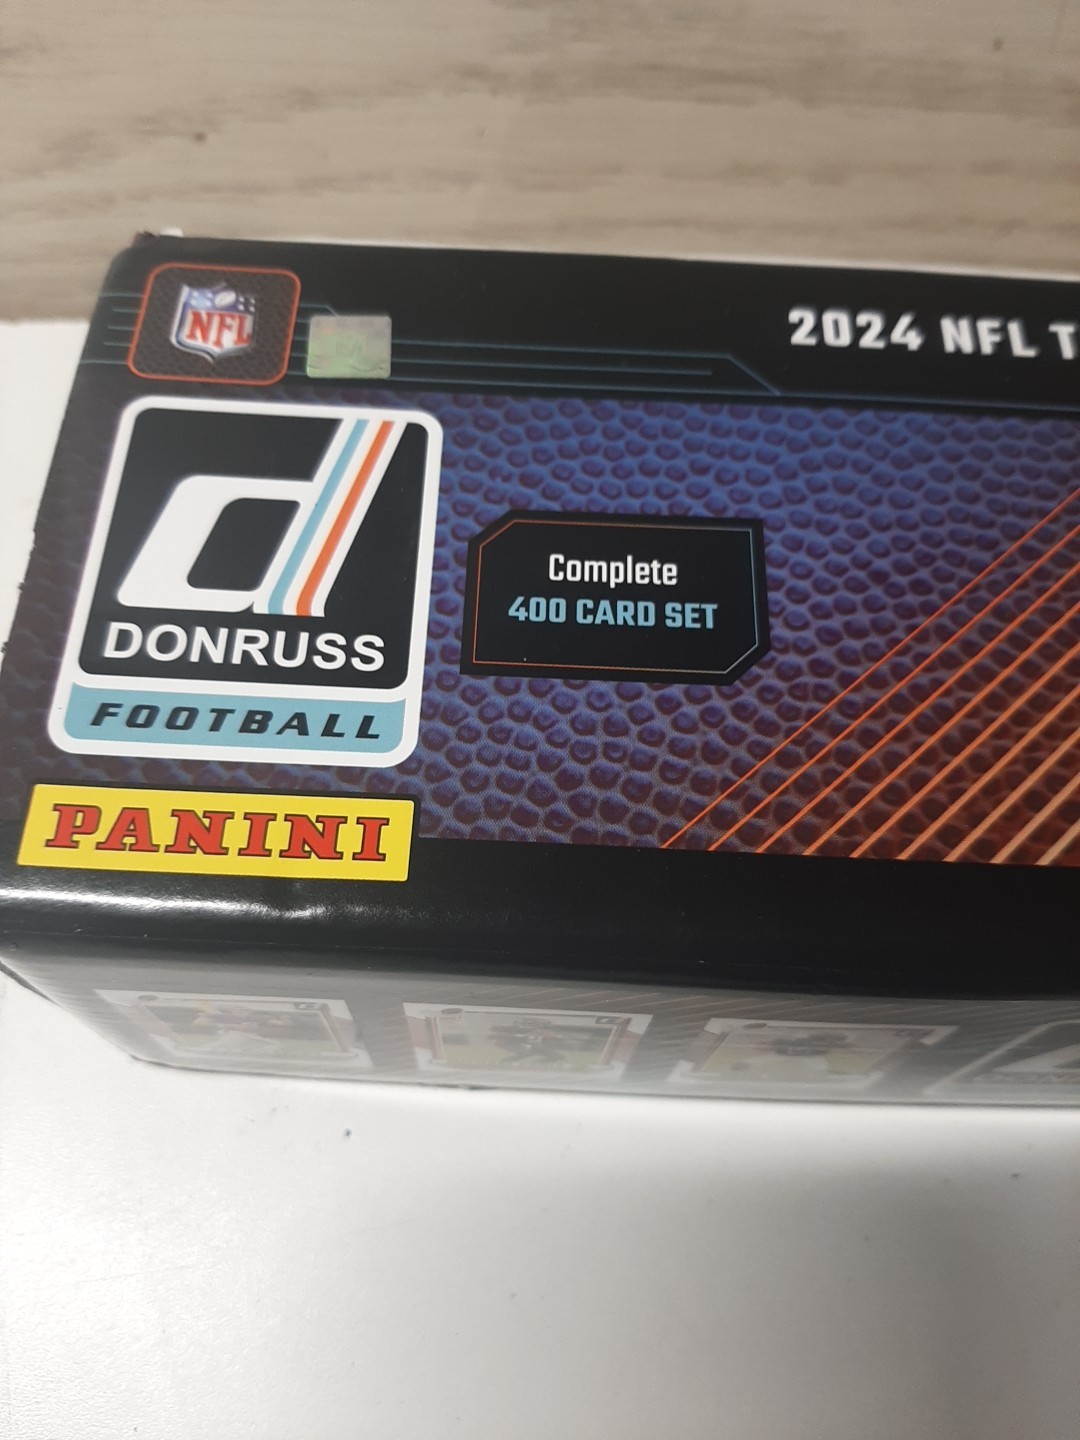 NFL
2024 NFL T
d
DONRUSS
FOOTBALL
Complete
400 CARD SET
PANINI